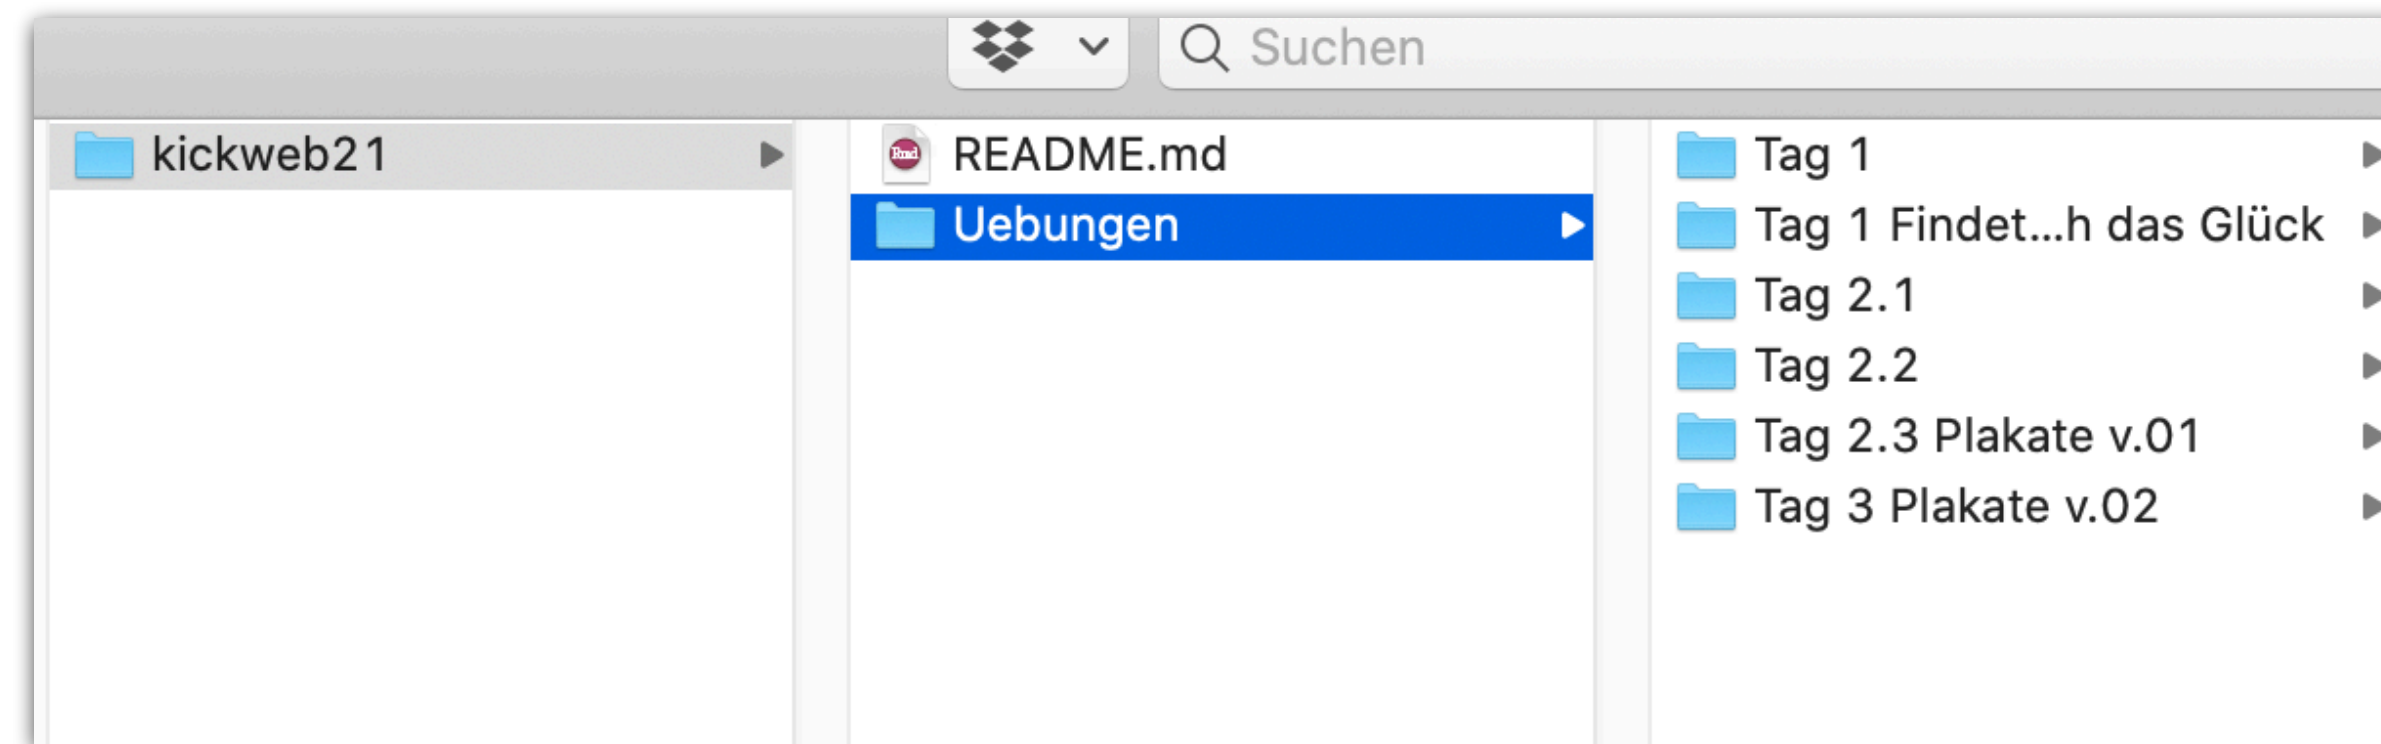 Suchen
kickweb21
README.md
Uebungen
Tag 1
Tag 1 Findet...h das Glück
Tag 2.1
Tag 2.2
Tag 2.3 Plakate v.01
Tag 3 Plakate v.02